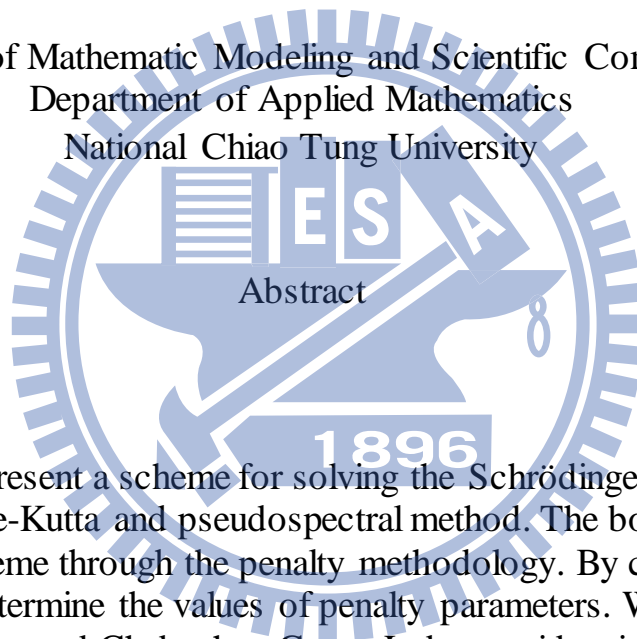 of Mathematic Modeling and Scientific Con
Department of Applied Mathematics
National Chiao Tung University
E S A
Abstract
8
1896
resent a scheme for solving the Schrödinge
e-Kutta and pseudospectral method. The bo
eme through the penalty methodology. By c
termine the values of penalty parameters. W